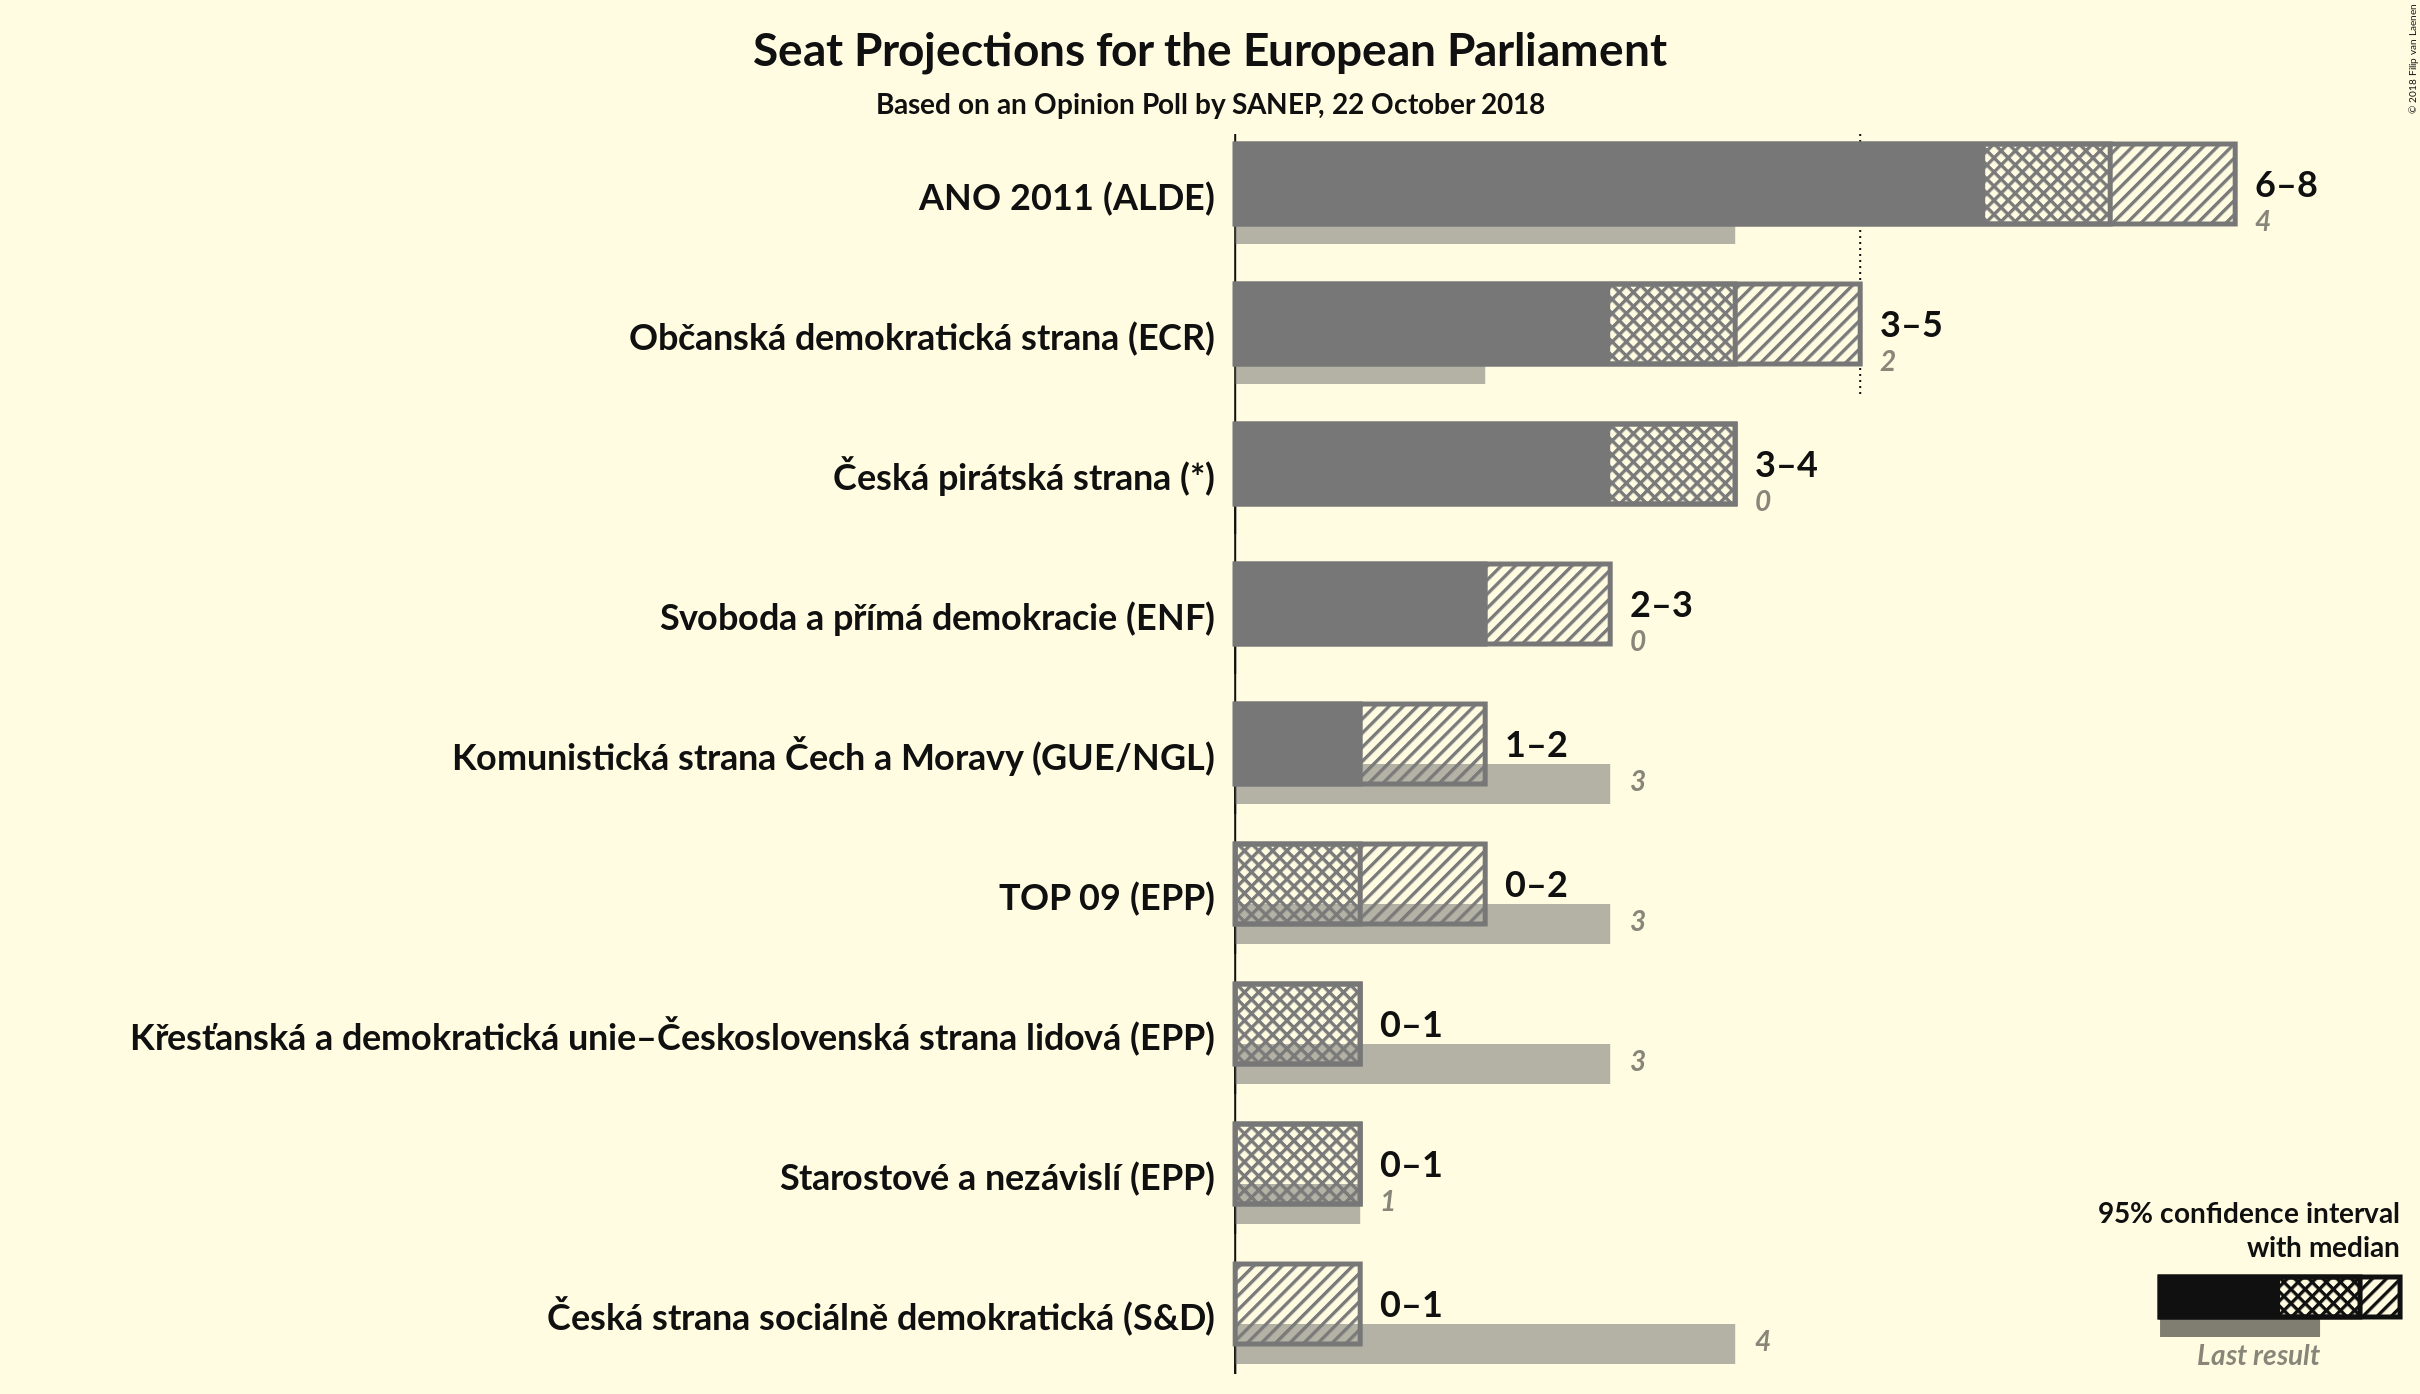 Seat Projections for the European Parliament
Based on an Opinion Poll by SANEP, 22 October 2018
© 2018 Filip van Laenen
ANO 2011 (ALDE)
6–8
4
Občanská demokratická strana (ECR)
3–5
2
Česká pirátská strana (*)
3–4
0
Svoboda a přímá demokracie (ENF)
2–3
0
Komunistická strana Čech a Moravy (GUE/NGL)
1–2
3
TOP 09 (EPP)
0–2
3
Křesťanská a demokratická unie–Československá strana lidová (EPP)
0–1
3
Starostové a nezávislí (EPP)
0–1
1
Česká strana sociálně demokratická (S&D)
0–1
4
95% confidence interval
with median
Last result